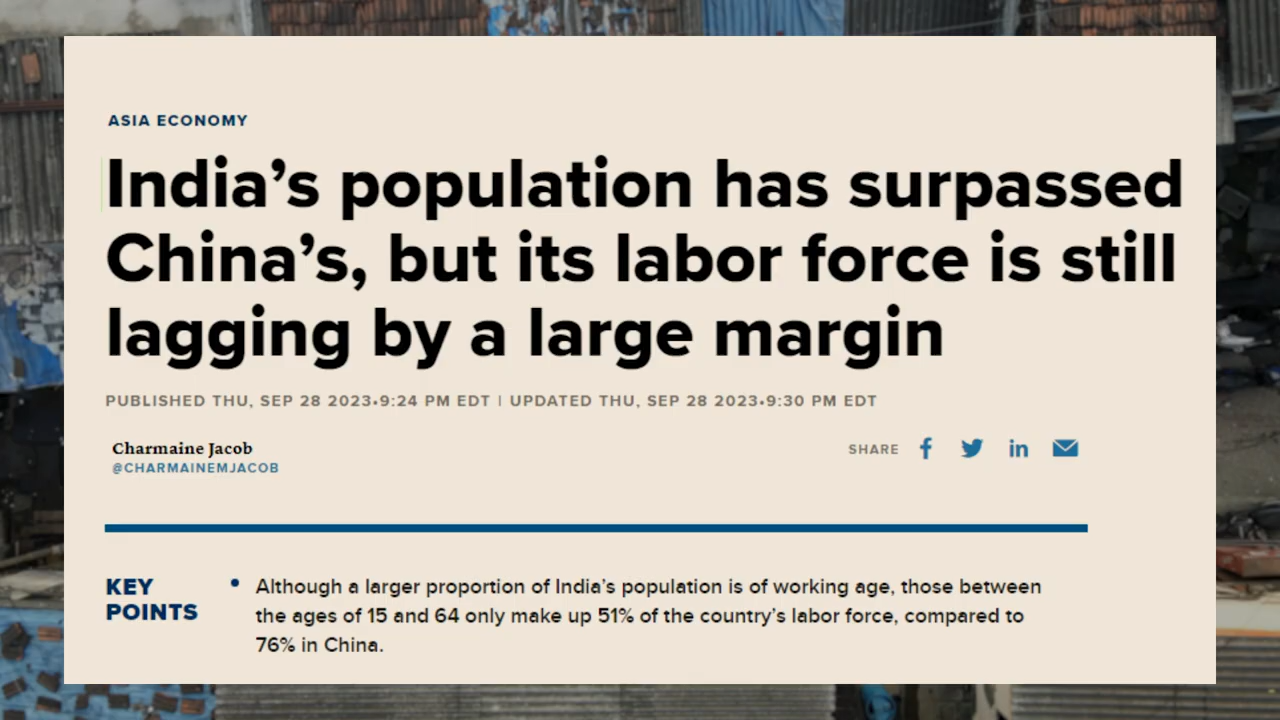 ASIA ECONOMY
India’s population has surpassed
China’s, but its labor force is still
lagging by a large margin
PUBLISHED THU, SEP 28 2023•9:24 PM EDT | UPDATED THU, SEP 28 2023•9:30 PM EDT
Charmaine Jacob
@CHARMAINEMJACOB
SHARE
KEY
POINTS
• Although a larger proportion of India’s population is of working age, those between
the ages of 15 and 64 only make up 51% of the country’s labor force, compared to
76% in China.